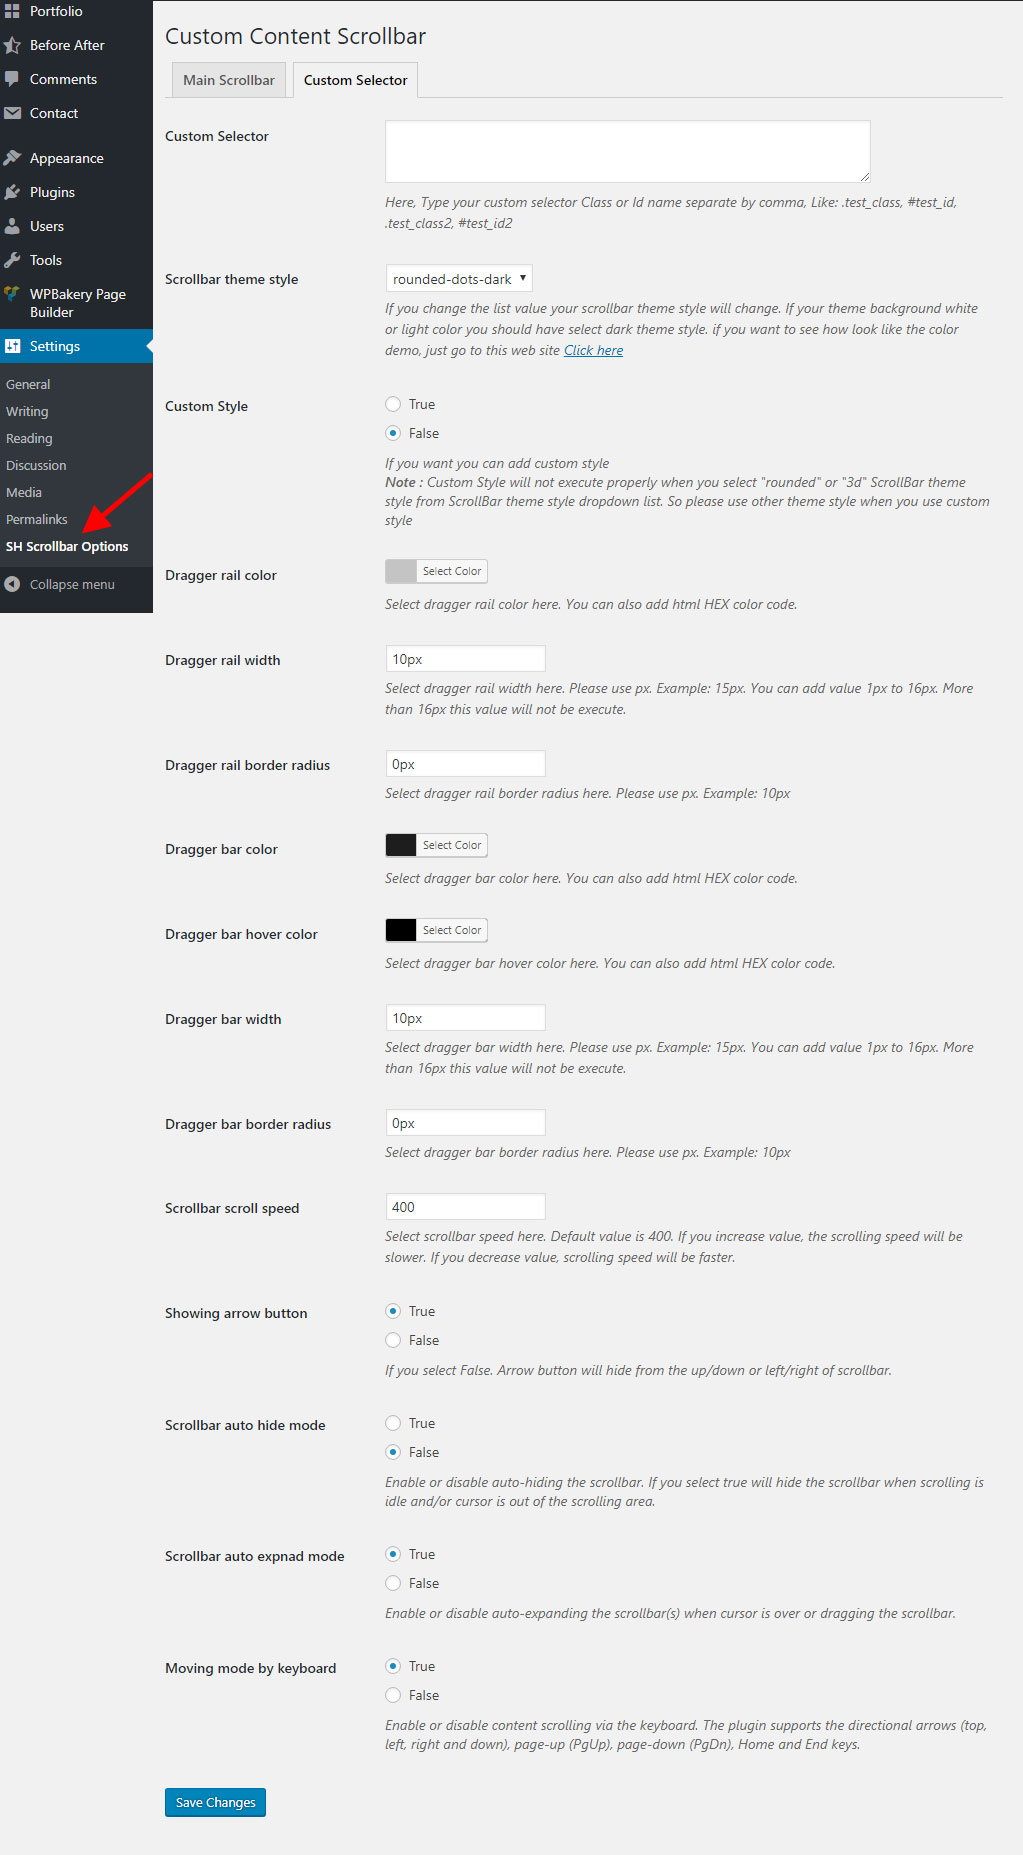 Portfolio
Before After
Comments
Contact
Appearance
Plugins
Users
Tools
WPBakery Page
Builder
Settings
General
Writing
Reading
Discussion
Media
Permalinks
SH Scrollbar Options
Collapse menu
Custom Content Scrollbar
Main Scrollbar
Custom Selector
Custom Selector
Here, Type your custom selector Class or Id name separate by comma, Like: .test_class, #test_id,
.test_class2, #test_id2
Scrollbar theme style
rounded-dots-dark
If you change the list value your scrollbar theme style will change. If your theme background white
or light color you should have select dark theme style. if you want to see how look like the color
demo, just go to this web site Click here
Custom Style
True
False
If you want you can add custom style
Note : Custom Style will not execute properly when you select "rounded" or "3d" ScrollBar theme
style from ScrollBar theme style dropdown list. So please use other theme style when you use custom
style
Dragger rail color
Select Color
Select dragger rail color here. You can also add html HEX color code.
Dragger rail width
10px
Select dragger rail width here. Please use px. Example: 15px. You can add value 1px to 16px. More
than 16px this value will not be execute.
Dragger rail border radius
0px
Select dragger rail border radius here. Please use px. Example: 10px
Dragger bar color
Select Color
Select dragger bar color here. You can also add html HEX color code.
Dragger bar hover color
Select Color
Select dragger bar hover color here. You can also add html HEX color code.
Dragger bar width
10px
Select dragger bar width here. Please use px. Example: 15px. You can add value 1px to 16px. More
than 16px this value will not be execute.
Dragger bar border radius
0px
Select dragger bar border radius here. Please use px. Example: 10px
Scrollbar scroll speed
400
Select scrollbar speed here. Default value is 400. If you increase value, the scrolling speed will be
slower. If you decrease value, scrolling speed will be faster.
Showing arrow button
True
False
If you select False. Arrow button will hide from the up/down or left/right of scrollbar.
Scrollbar auto hide mode
True
False
Enable or disable auto-hiding the scrollbar. If you select true will hide the scrollbar when scrolling is
idle and/or cursor is out of the scrolling area.
Scrollbar auto expnad mode
True
False
Enable or disable auto-expanding the scrollbar(s) when cursor is over or dragging the scrollbar.
Moving mode by keyboard
True
False
Enable or disable content scrolling via the keyboard. The plugin supports the directional arrows (top,
left, right and down), page-up (PgUp), page-down (PgDn), Home and End keys.
Save Changes